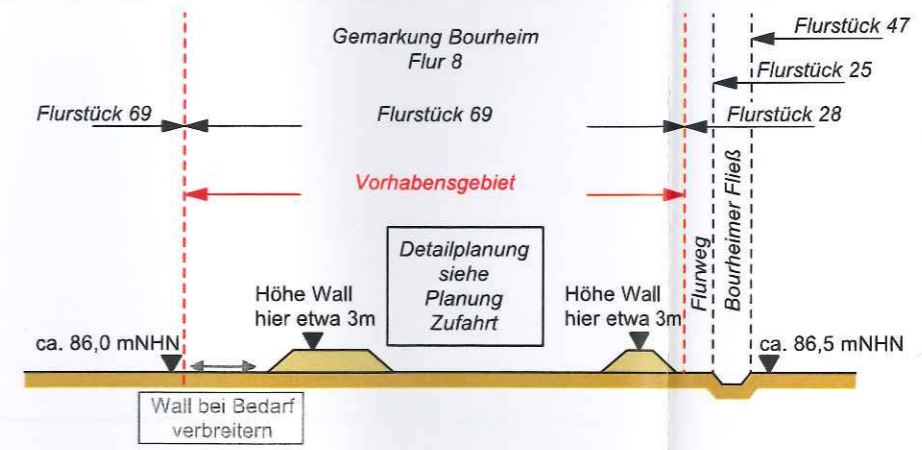 Gemarkung Bourheim
Flur 8
Flurstück 47
Flurstück 25
Flurstück 69
Flurstück 69
Flurstück 28
Vorhabensgebiet
Flurweg
Bourheimer Fließ
Detailplanung
siehe
Planung
Zufahrt
Höhe Wall
hier etwa 3m
Höhe Wall
hier etwa 3m
ca. 86,0 mNHN
ca. 86,5 mNHN
Wall bei Bedarf
verbreitern